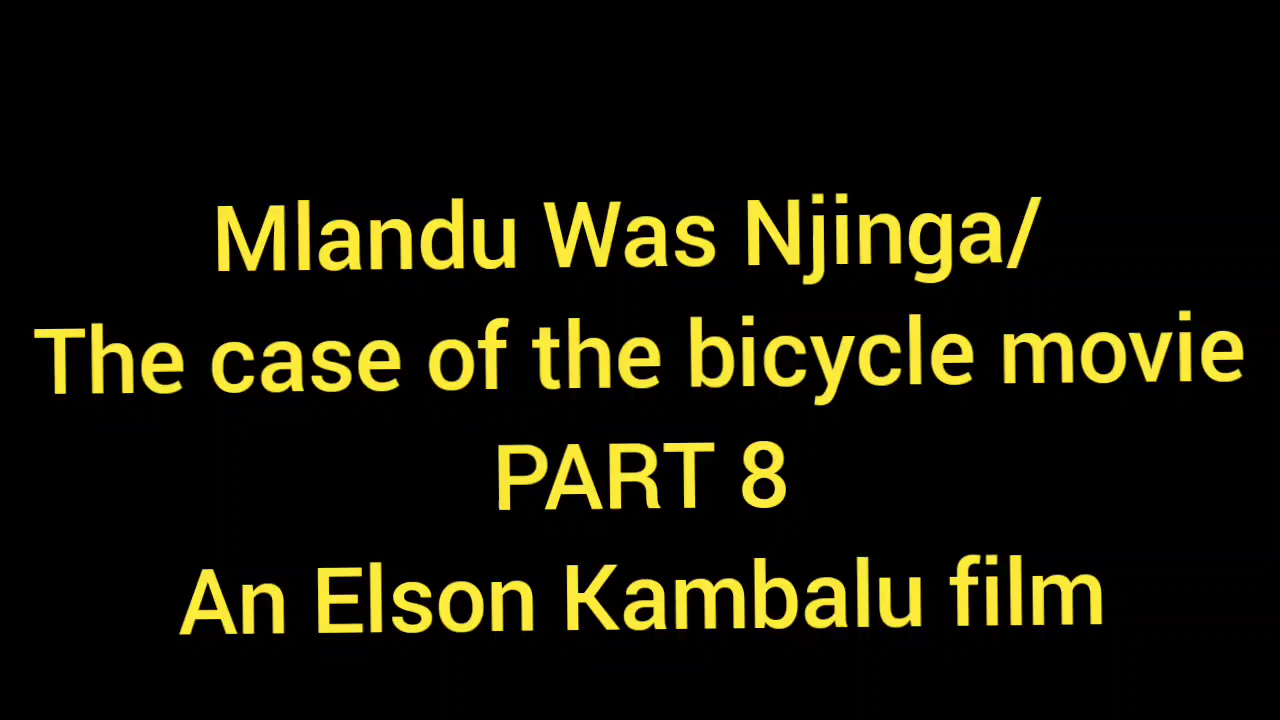 Mlandu Was Njinga/
The case of the bicycle movie
PART 8
An Elson Kambalu film